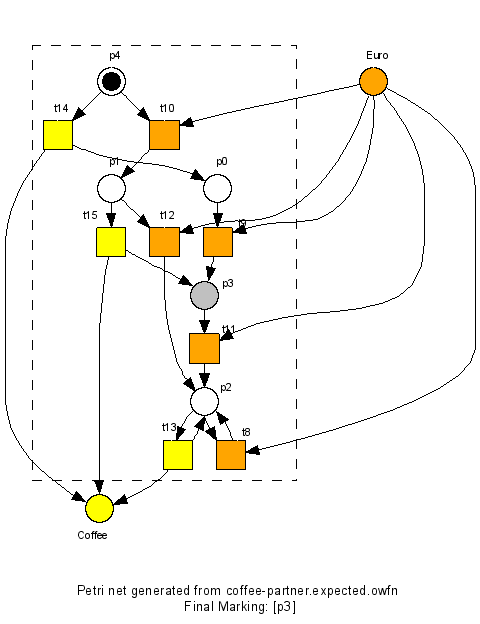 p4
Euro
t14
t10
p1
p0
t15
t12
t9
p3
t11
p2
t13
t8
Coffee
Petri net generated from coffee-partner.expected.owfn
Final Marking: [p3]